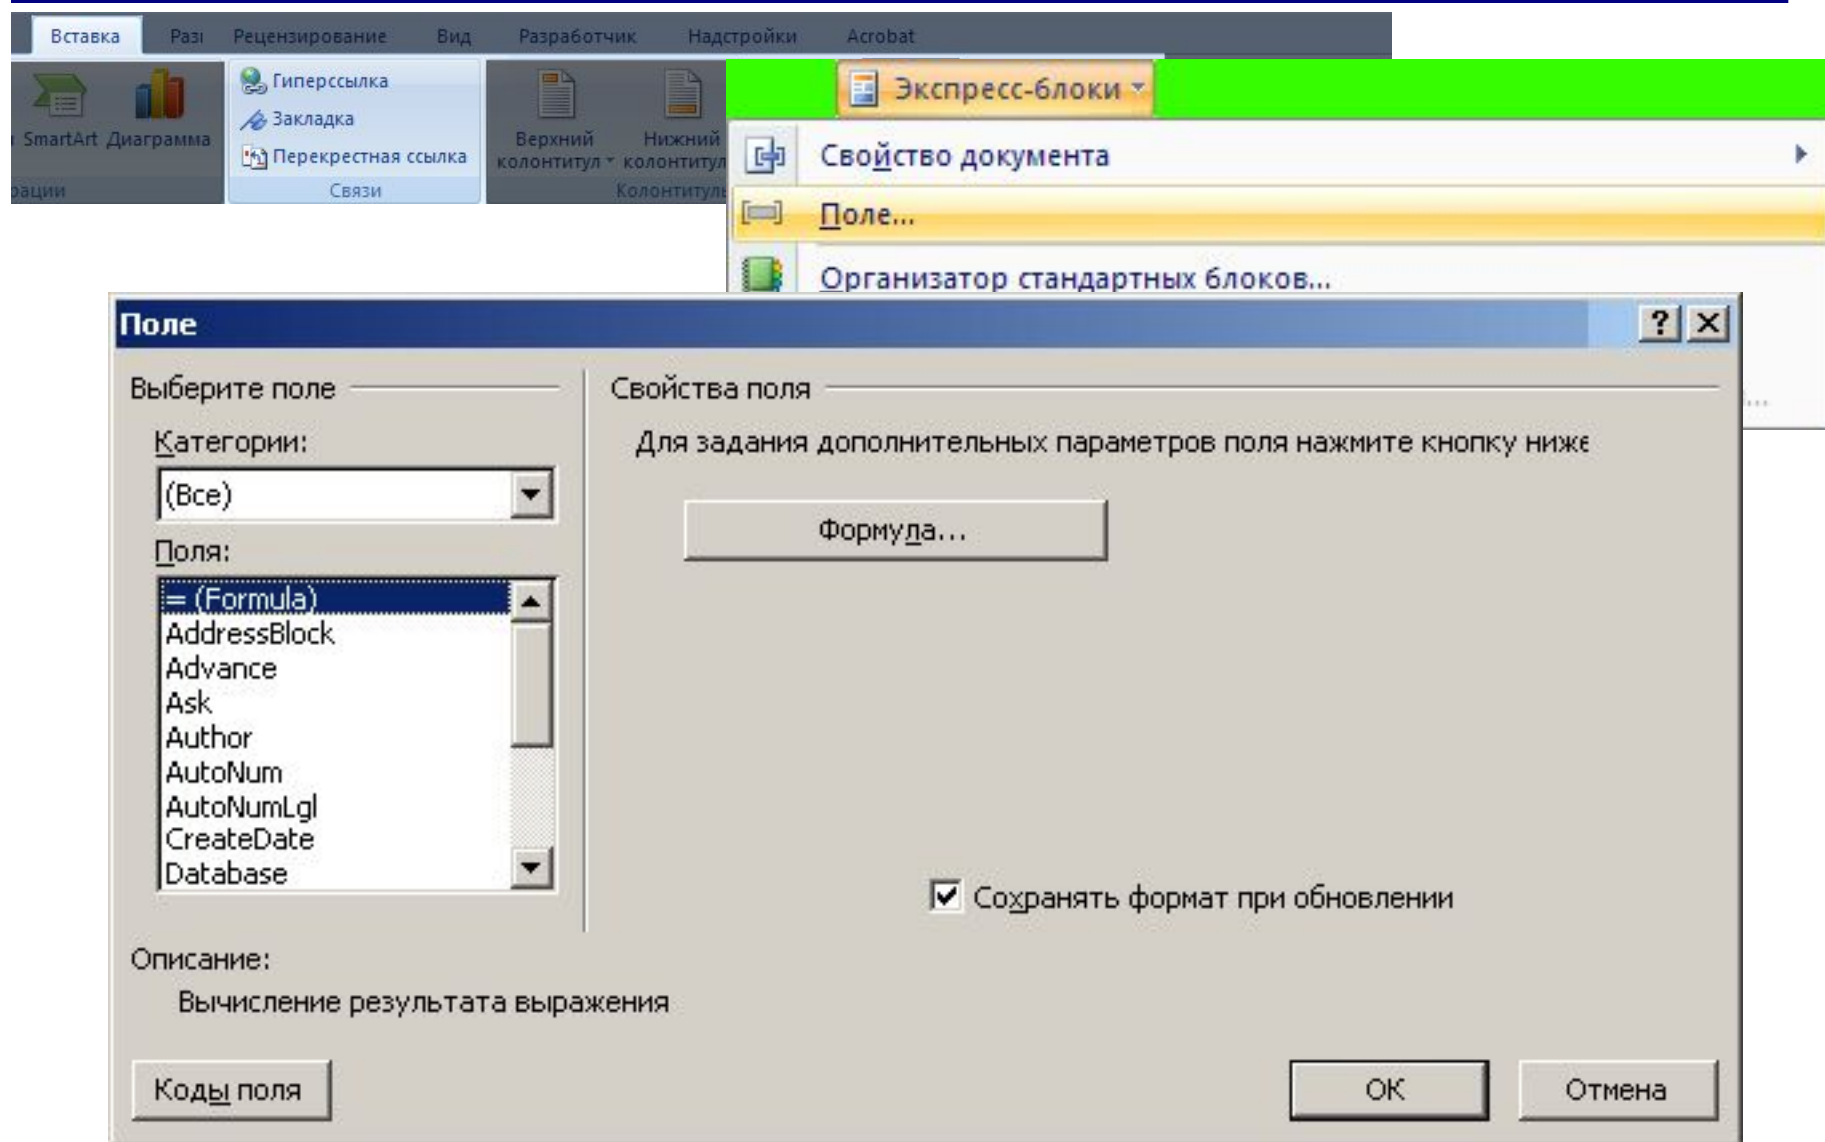 Вставка Рецензирование Вид Разработчик Надстройки Acrobat
Гиперссылка
Закладка
SmartArt Диаграмма
Перекрестная ссылка
Связи
Верхний колонтитул
Нижний колонтитул
Экспресс-блоки
Свойство документа
Поле...
Организатор стандартных блоков...
Поле
Выберите поле
Категории:
(Все)
Поля:
= (Formula)
AddressBlock
Advance
Ask
Author
AutoNum
AutoNumLgl
CreateDate
Database
Свойства поля
Для задания дополнительных параметров поля нажмите кнопку ниже
Формула...
Сохранять формат при обновлении
Описание:
Вычисление результата выражения
Коды поля
ОК
Отмена